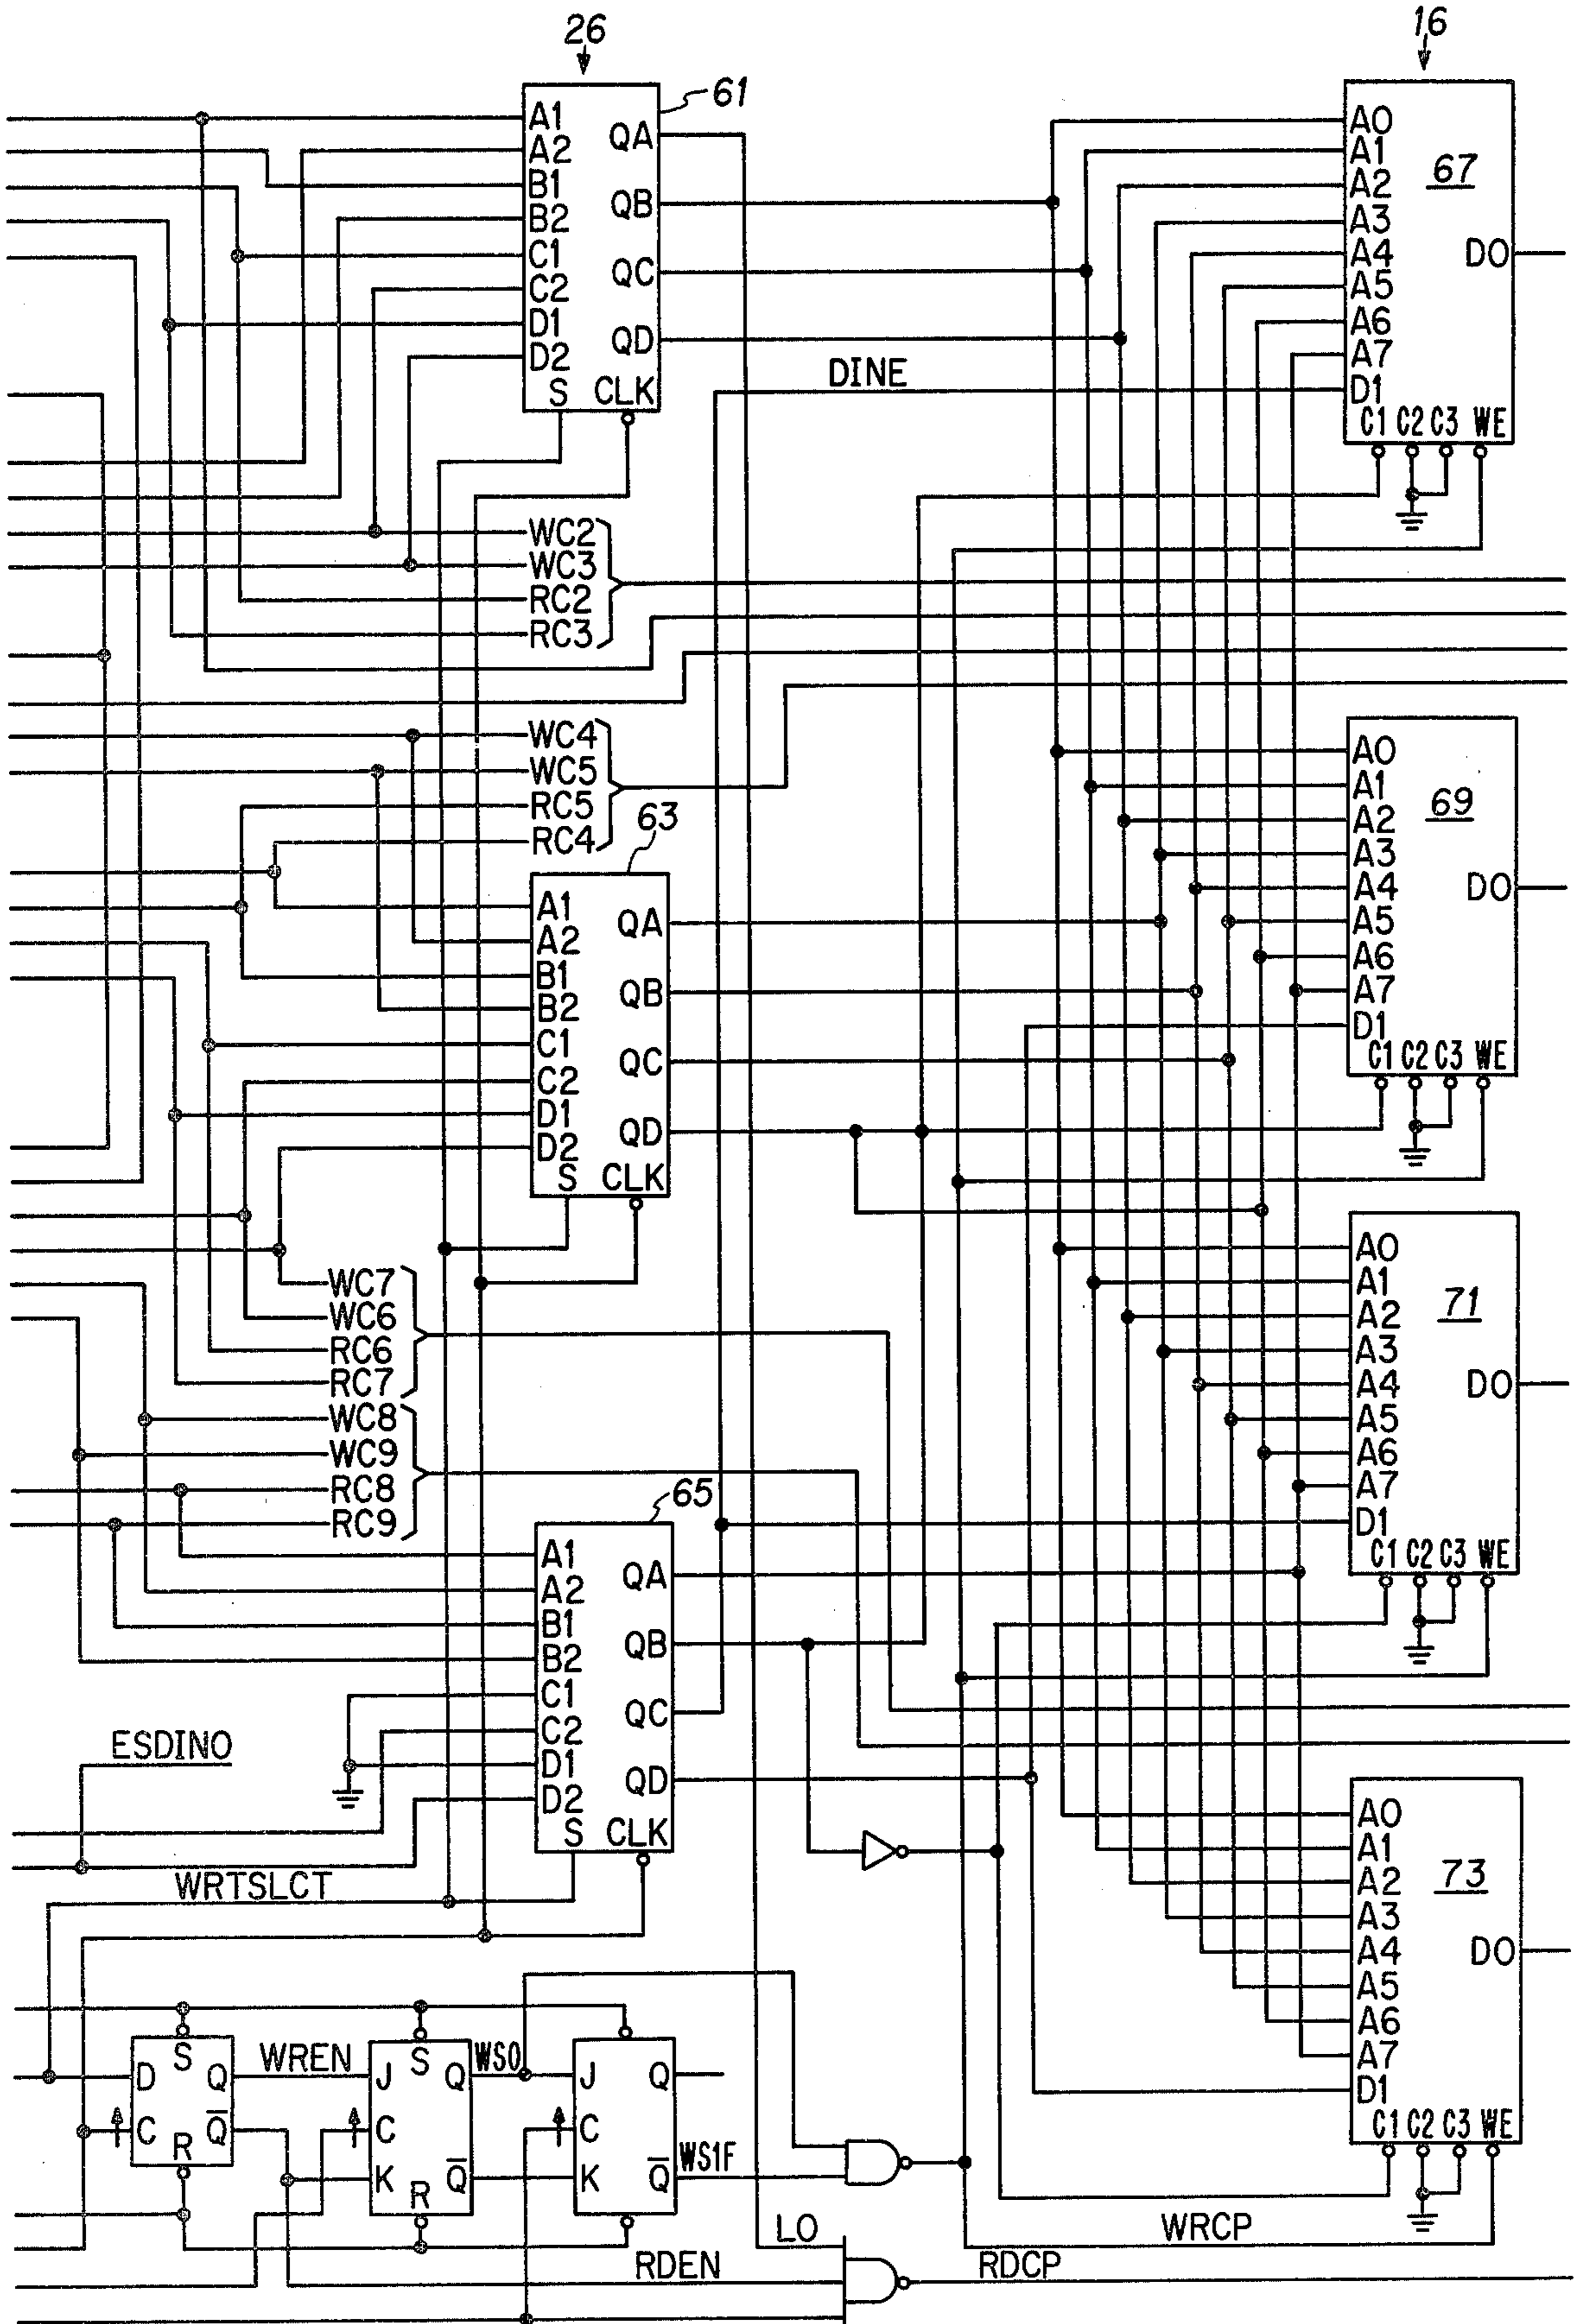 26
16
61
A1
A2
B1
B2
C1
C2
D1
D2
QA
QB
QC
QD
S CLK
67
A0
A1
A2
A3
A4
A5
A6
A7
D1
DO
C1 C2 C3 WE
DINE
WC2
WC3
RC2
RC3
WC4
WC5
RC5
RC4
63
A1
A2
B1
B2
C1
C2
D1
D2
QA
QB
QC
QD
S CLK
69
A0
A1
A2
A3
A4
A5
A6
A7
D1
DO
C1 C2 C3 WE
WC7
WC6
RC6
RC7
WC8
WC9
RC8
RC9
71
A0
A1
A2
A3
A4
A5
A6
A7
D1
DO
C1 C2 C3 WE
65
A1
A2
B1
B2
C1
C2
D1
D2
QA
QB
QC
QD
S CLK
ESDINO
WRTSLCT
73
A0
A1
A2
A3
A4
A5
A6
A7
D1
DO
C1 C2 C3 WE
S
D Q
C Q̅
R
WREN
S
J Q
C
K Q̅
R
WS0
J Q
C
K Q̅
WS1F
LO
RDEN
WRCP
RDCP